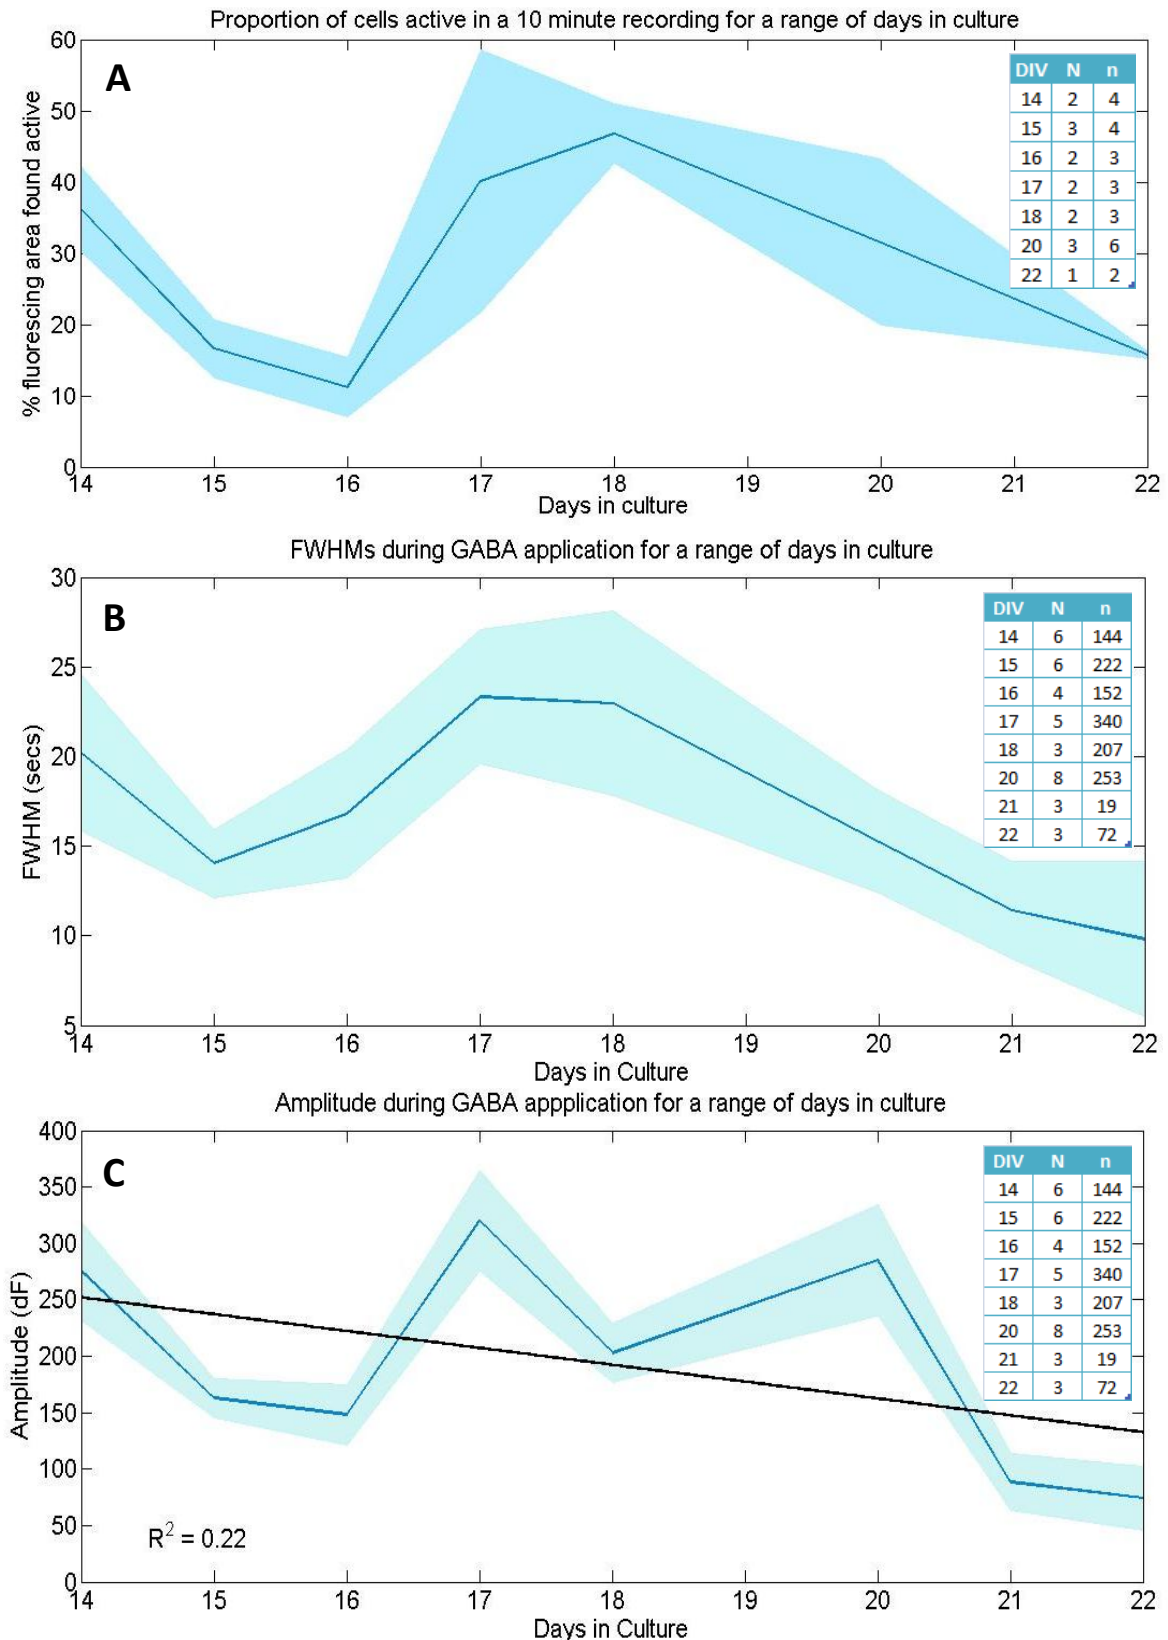 Proportion of cells active in a 10 minute recording for a range of days in culture
A
% fluorescing area found active
60
50
40
30
20
10
0
14 15 16 17 18 19 20 21 22
Days in culture
DIV N n
14 2 4
15 3 4
16 2 3
17 2 3
18 2 3
20 3 6
22 1 2
FWHMs during GABA application for a range of days in culture
B
FWHM (secs)
30
25
20
15
10
5
14 15 16 17 18 19 20 21 22
Days in Culture
DIV N n
14 6 144
15 6 222
16 4 152
17 5 340
18 3 207
20 8 253
21 3 19
22 3 72
Amplitude during GABA appplication for a range of days in culture
C
Amplitude (dF)
400
350
300
250
200
150
100
50
0
R² = 0.22
14 15 16 17 18 19 20 21 22
Days in Culture
DIV N n
14 6 144
15 6 222
16 4 152
17 5 340
18 3 207
20 8 253
21 3 19
22 3 72